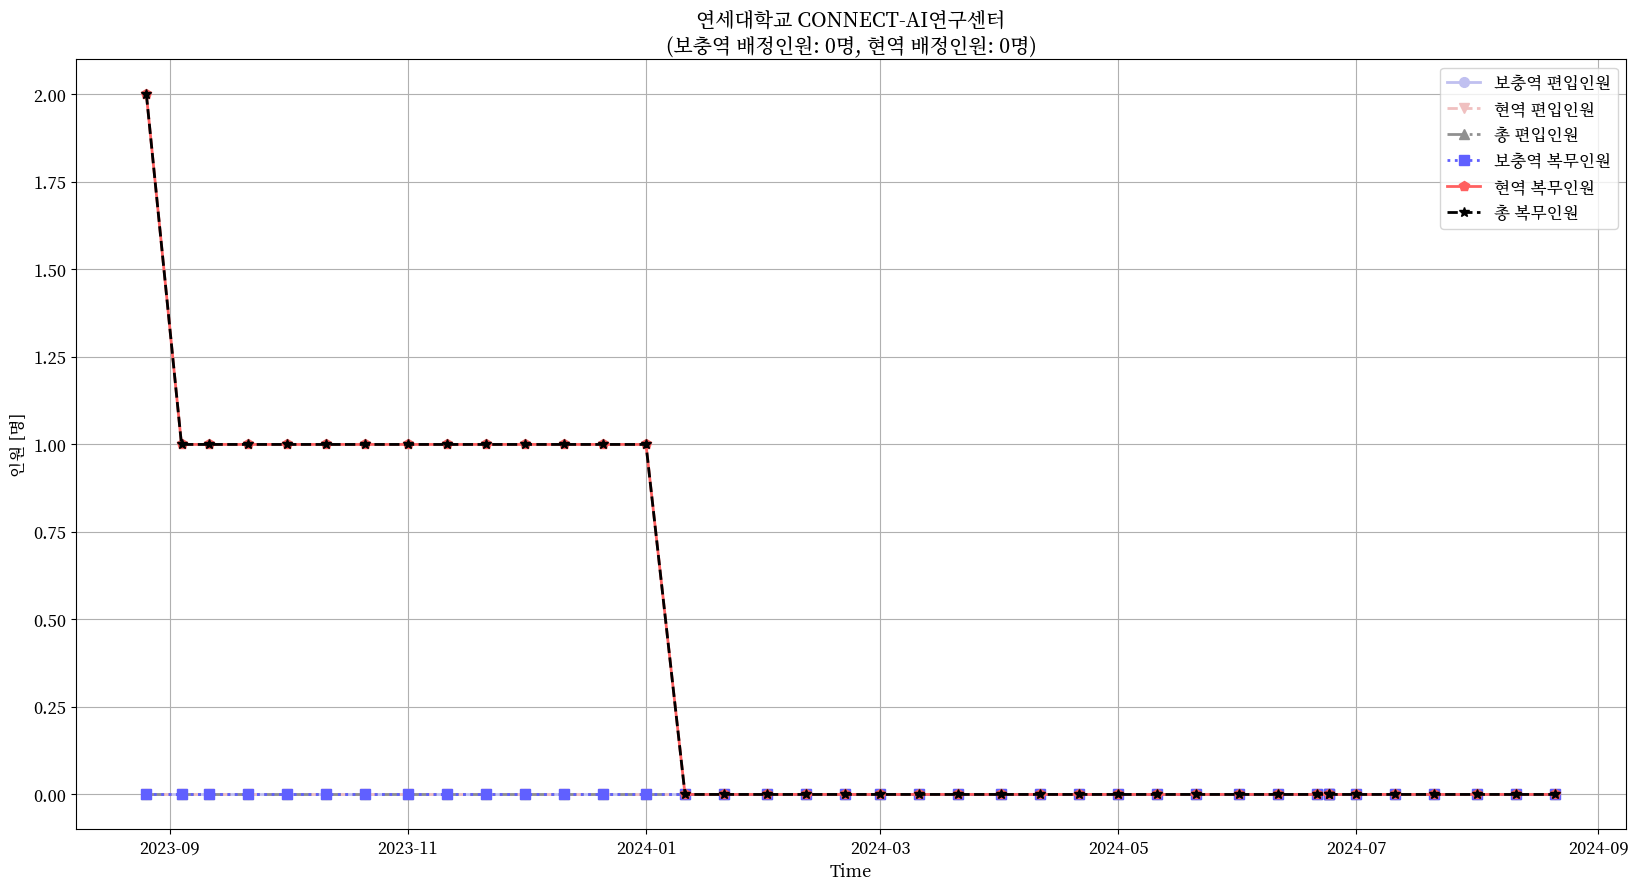 연세대학교 CONNECT-AI연구센터
(보충역 배정인원: 0명, 현역 배정인원: 0명)
보충역 편입인원
현역 편입인원
총 편입인원
보충역 복무인원
현역 복무인원
총 복무인원
2.00
1.75
1.50
1.25
1.00
0.75
0.50
0.25
0.00
인원 [명]
2023-09
2023-11
2024-01
2024-03
2024-05
2024-07
2024-09
Time